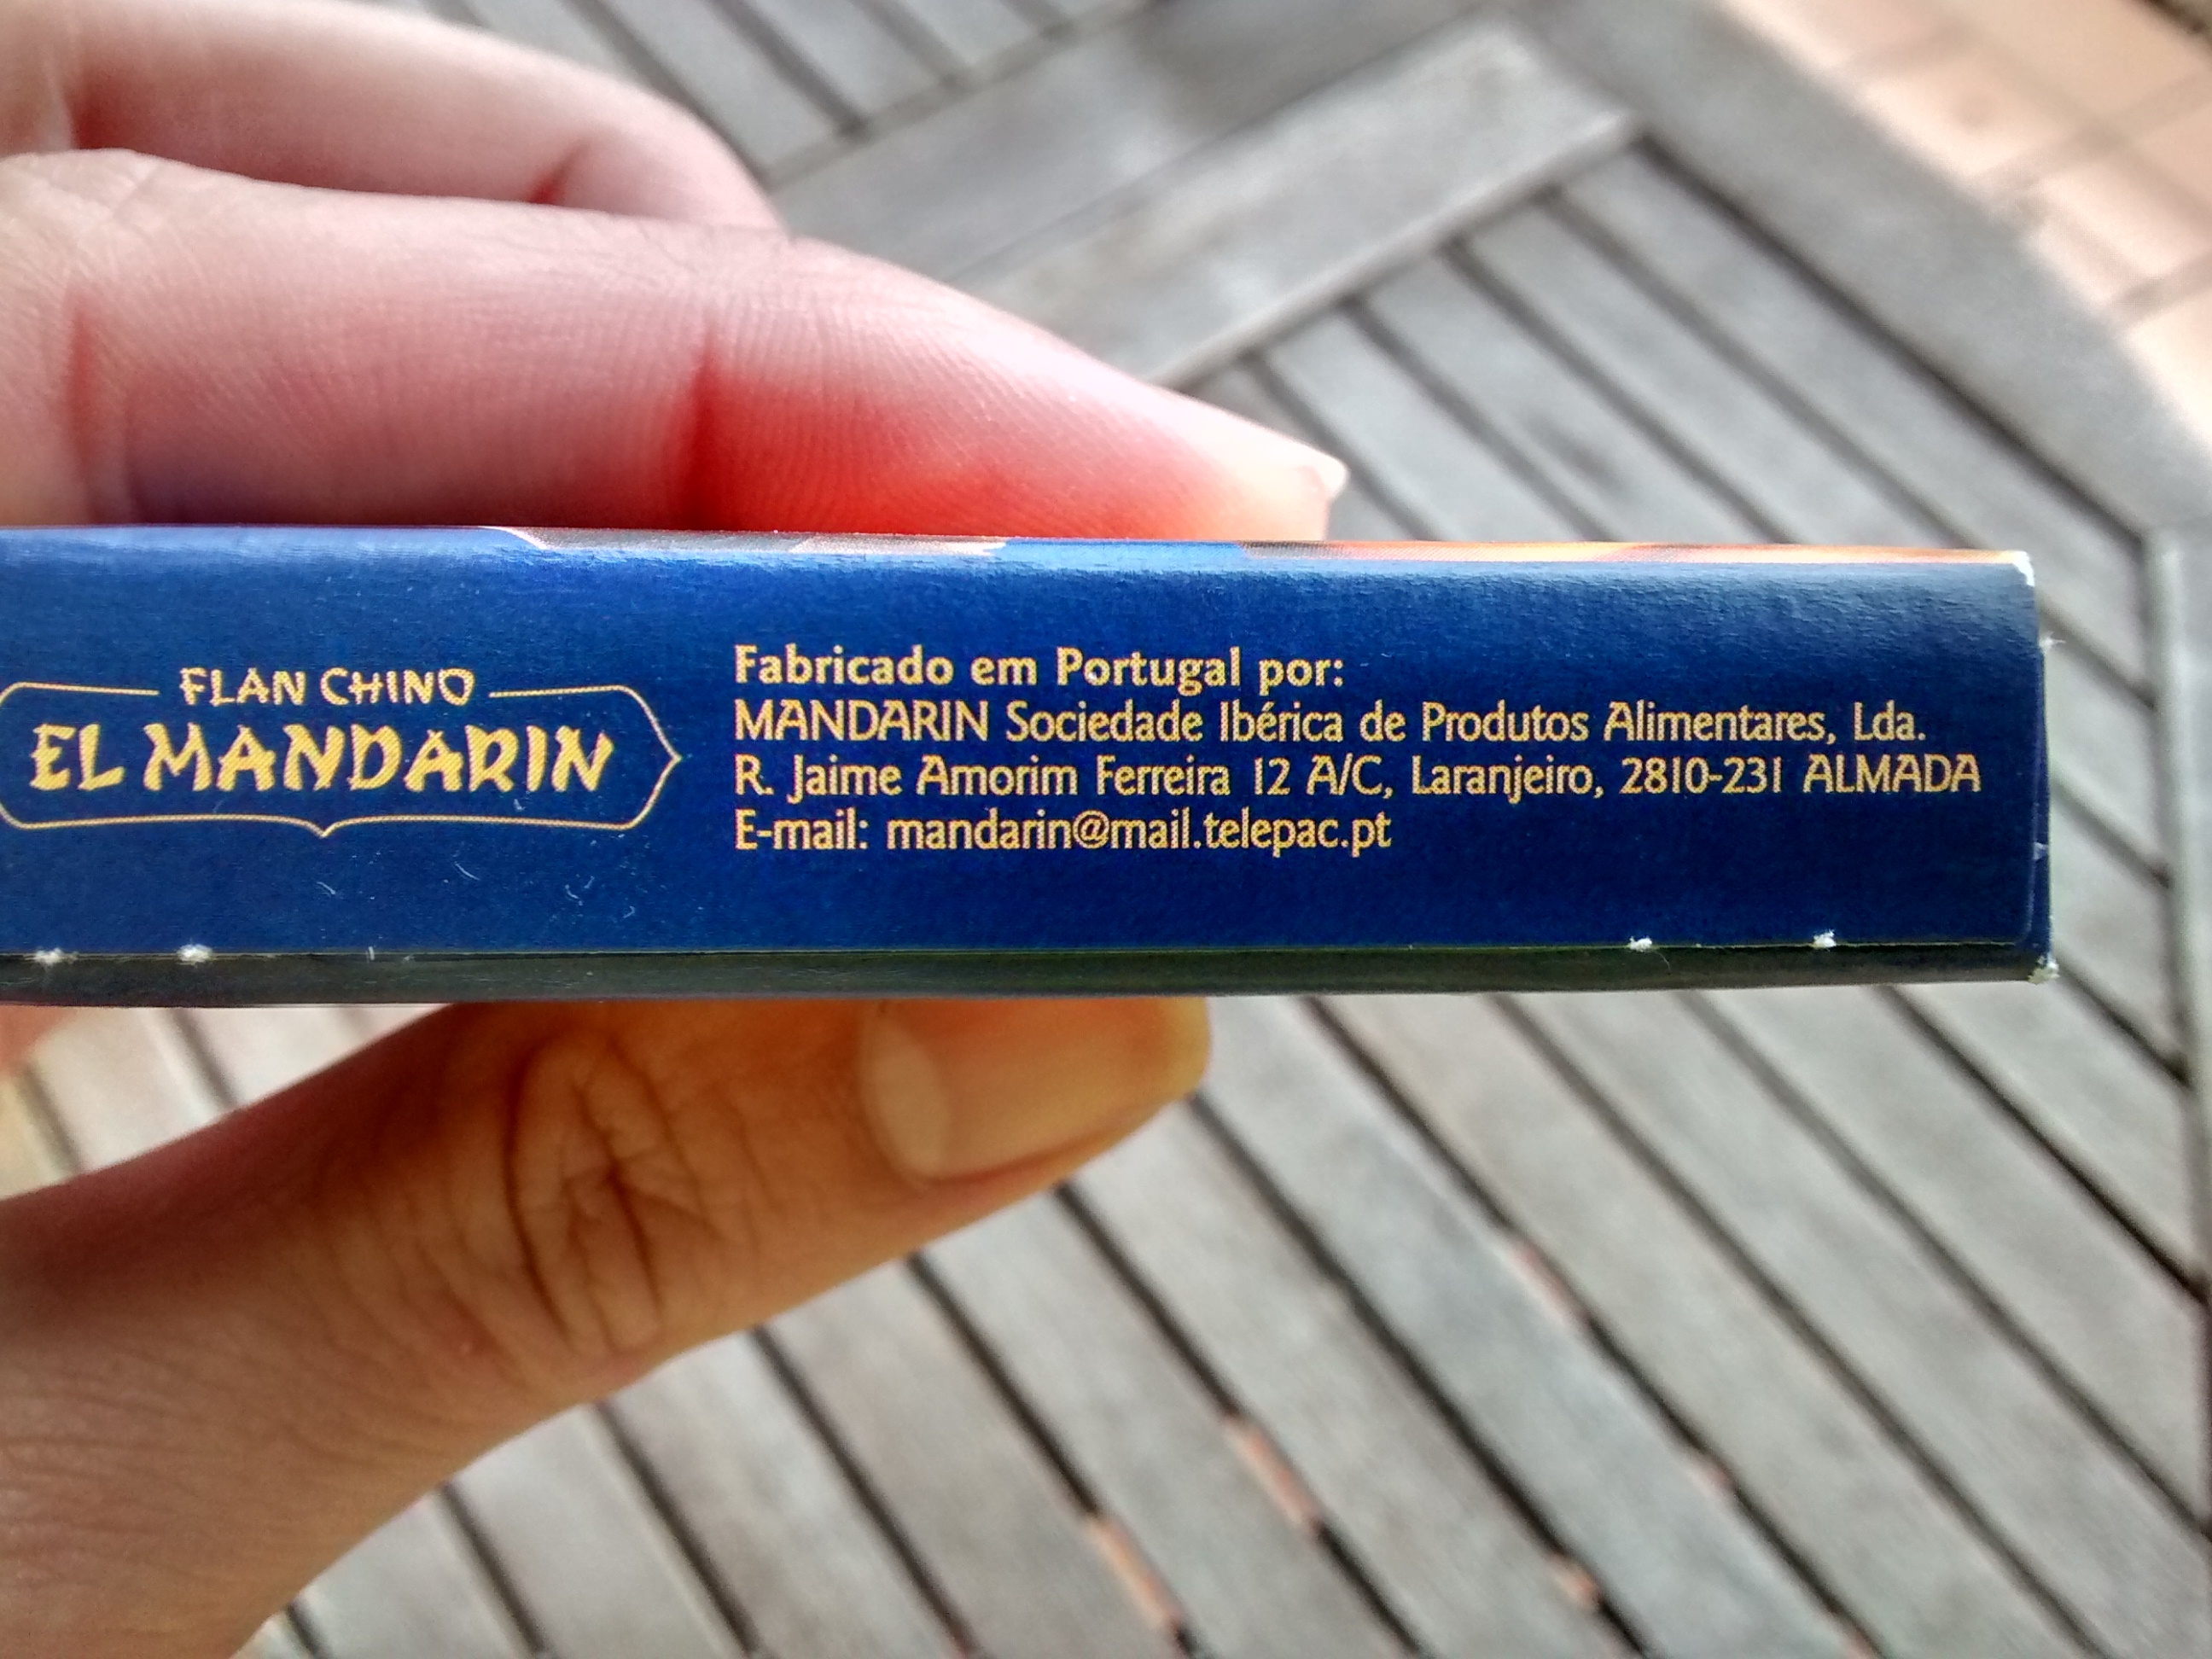 FLAN CHINO
EL MANDARIN
Fabricado em Portugal por:
MANDARIN Sociedade Ibérica de Produtos Alimentares, Lda.
R. Jaime Amorim Ferreira 12 A/C, Laranjeiro, 2810-231 ALMADA
E-mail: mandarin@mail.telepac.pt